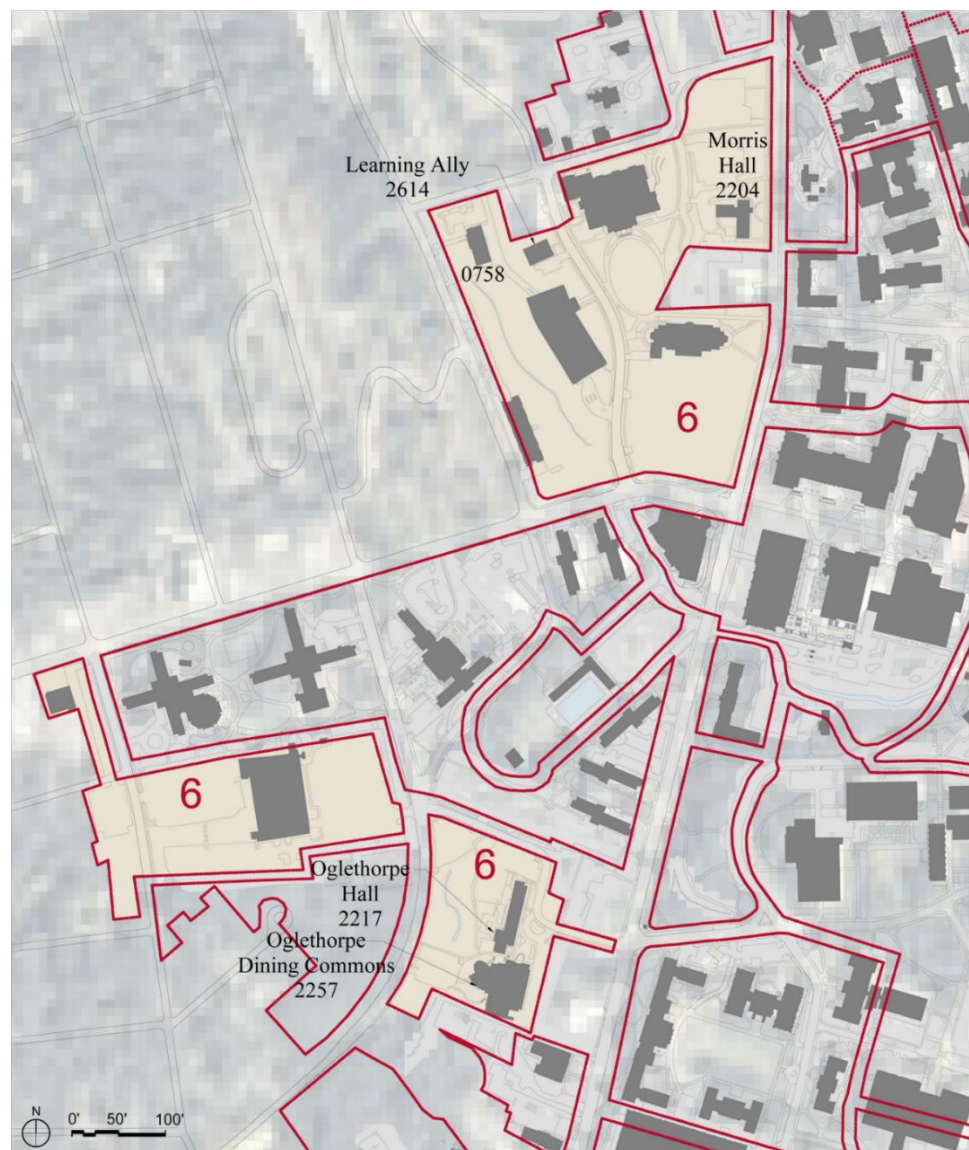 Morris
Hall
2204
Learning Ally
2614
0758
6
6
6
Oglethorpe
Hall
2217
Oglethorpe
Dining Commons
2257
N
0' 50' 100'